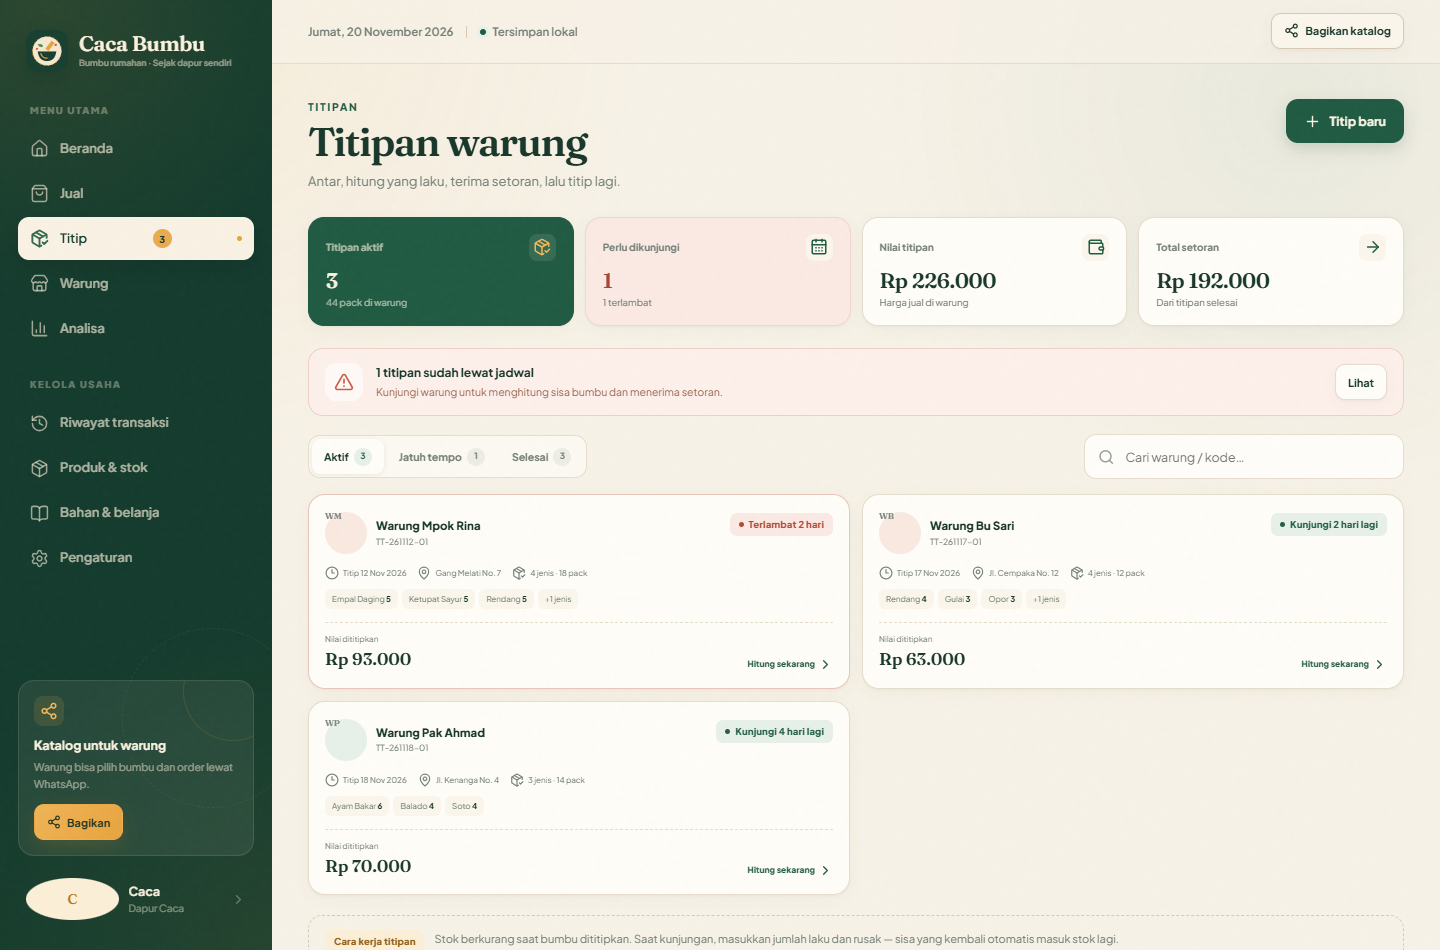 Caca Bumbu
Bumbu rumahan · Sejak dapur sendiri
MENU UTAMA
Beranda
Jual
Titip 3
Warung
Analisa
KELOLA USAHA
Riwayat transaksi
Produk & stok
Bahan & belanja
Pengaturan
Katalog untuk warung
Warung bisa pilih bumbu dan order lewat
WhatsApp.
Bagikan
C
Caca
Dapur Caca
Jumat, 20 November 2026
Tersimpan lokal
Bagikan katalog
TITIPAN
Titipan warung
Antar, hitung yang laku, terima setoran, lalu titip lagi.
Titip baru
Titipan aktif
3
44 pack di warung
Perlu dikunjungi
1
1 terlambat
Nilai titipan
Rp 226.000
Harga jual di warung
Total setoran
Rp 192.000
Dari titipan selesai
1 titipan sudah lewat jadwal
Kunjungi warung untuk menghitung sisa bumbu dan menerima setoran.
Lihat
Aktif 3
Jatuh tempo 1
Selesai 3
Cari warung / kode...
WM
Warung Mpok Rina
TT-261112-01
Terlambat 2 hari
Titip 12 Nov 2026
Gang Melati No. 7
4 jenis · 18 pack
Empal Daging 5
Ketupat Sayur 5
Rendang 5
+1 jenis
Nilai dititipkan
Rp 93.000
Hitung sekarang
WB
Warung Bu Sari
TT-261117-01
Kunjungi 2 hari lagi
Titip 17 Nov 2026
Jl. Cempaka No. 12
4 jenis · 12 pack
Rendang 4
Gulai 3
Opor 3
+1 jenis
Nilai dititipkan
Rp 63.000
Hitung sekarang
WP
Warung Pak Ahmad
TT-261118-01
Kunjungi 4 hari lagi
Titip 18 Nov 2026
Jl. Kenanga No. 4
3 jenis · 14 pack
Ayam Bakar 6
Balado 4
Soto 4
Nilai dititipkan
Rp 70.000
Hitung sekarang
Cara kerja titipan
Stok berkurang saat bumbu dititipkan. Saat kunjungan, masukkan jumlah laku dan rusak — sisa yang kembali otomatis masuk stok lagi.